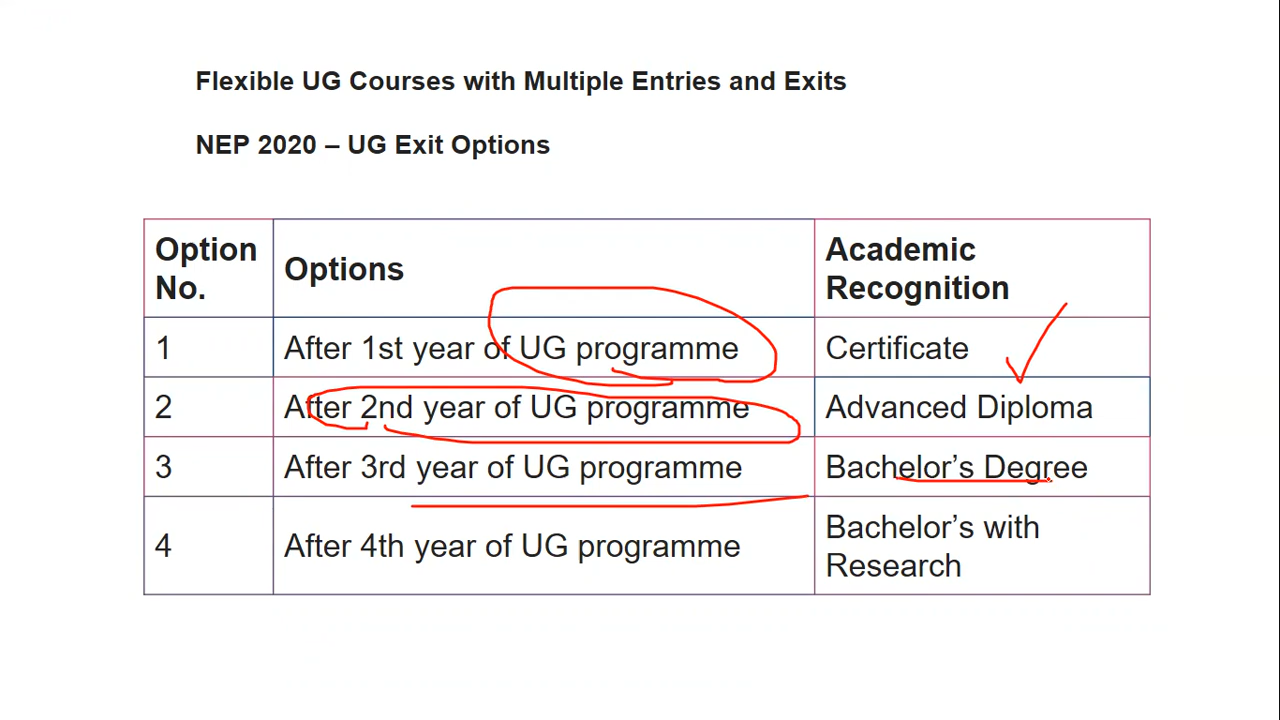 Flexible UG Courses with Multiple Entries and Exits
NEP 2020 – UG Exit Options
Option No. Options Academic Recognition
1 After 1st year of UG programme Certificate
2 After 2nd year of UG programme Advanced Diploma
3 After 3rd year of UG programme Bachelor’s Degree
4 After 4th year of UG programme Bachelor’s with Research